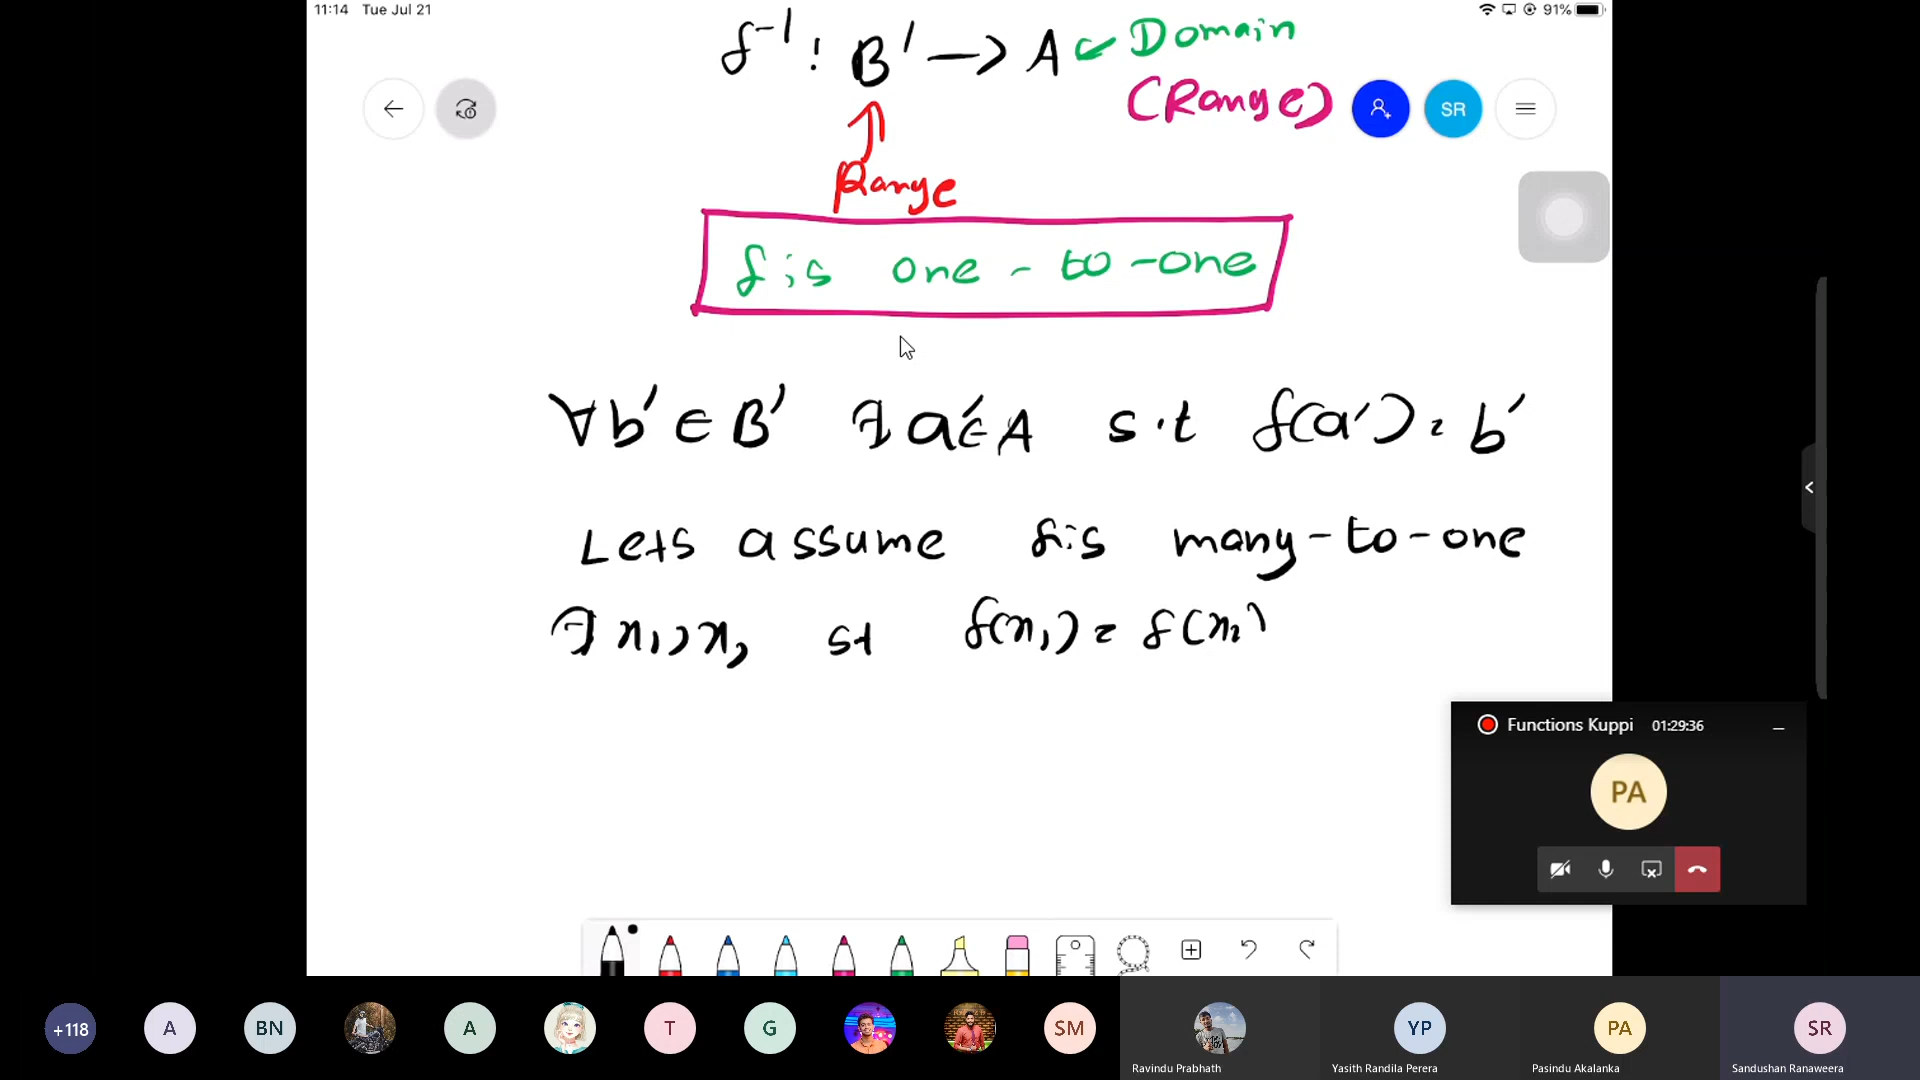 11:14 Tue Jul 21
91%
f⁻¹ : B′ → A ← Domain
(Range)
SR
Range
f is one - to - one
∀b′ ∈ B′ ∃ a′ ∈ A s.t f(a′) = b′
Lets assume f is many - to - one
∃ x₁, x₂ st f(x₁) = f(x₂)
Functions Kuppi 01:29:36
PA
+118 A BN A T G SM YP PA SR
Ravindu Prabhath Yasith Randila Perera Pasindu Akalanka Sandushan Ranaweera